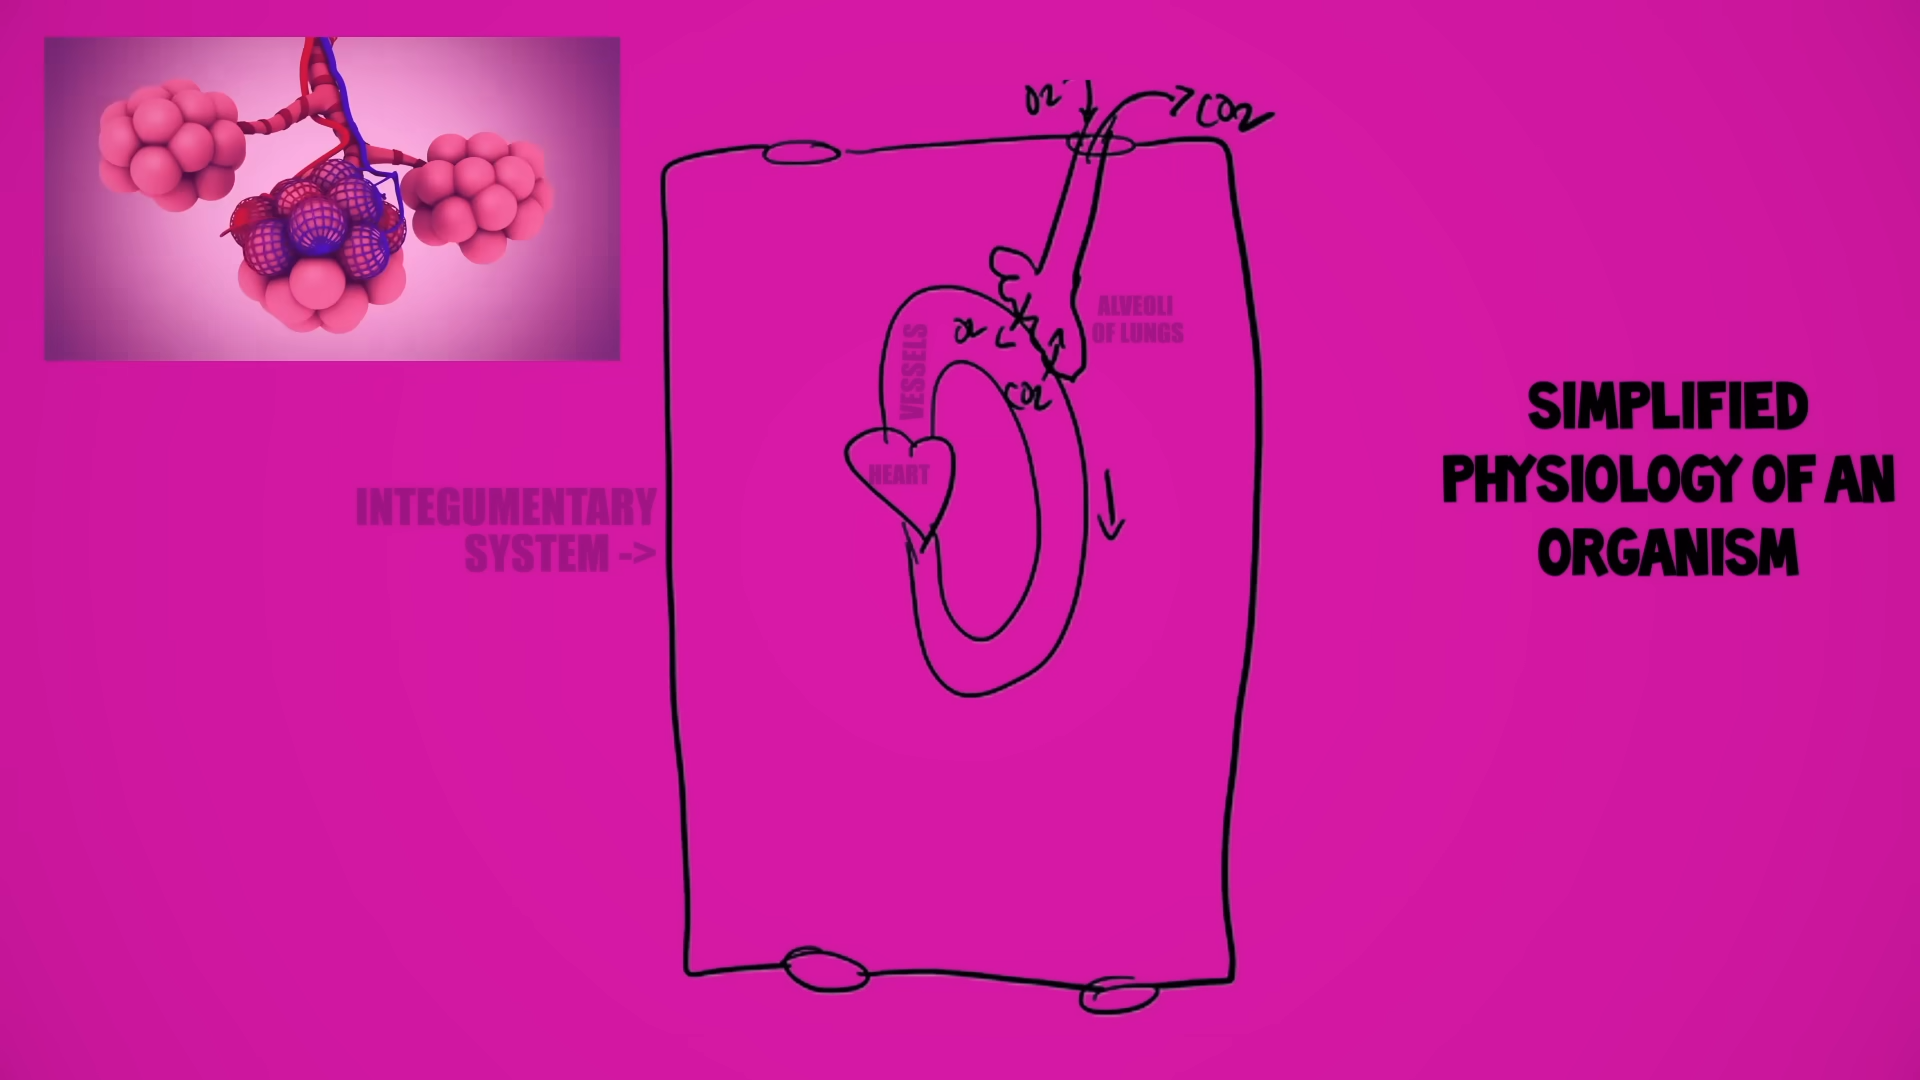 O2
CO2
ALVEOLI
OF LUNGS
VESSELS
O2
CO2
HEART
INTEGUMENTARY
SYSTEM ->
SIMPLIFIED
PHYSIOLOGY OF AN
ORGANISM